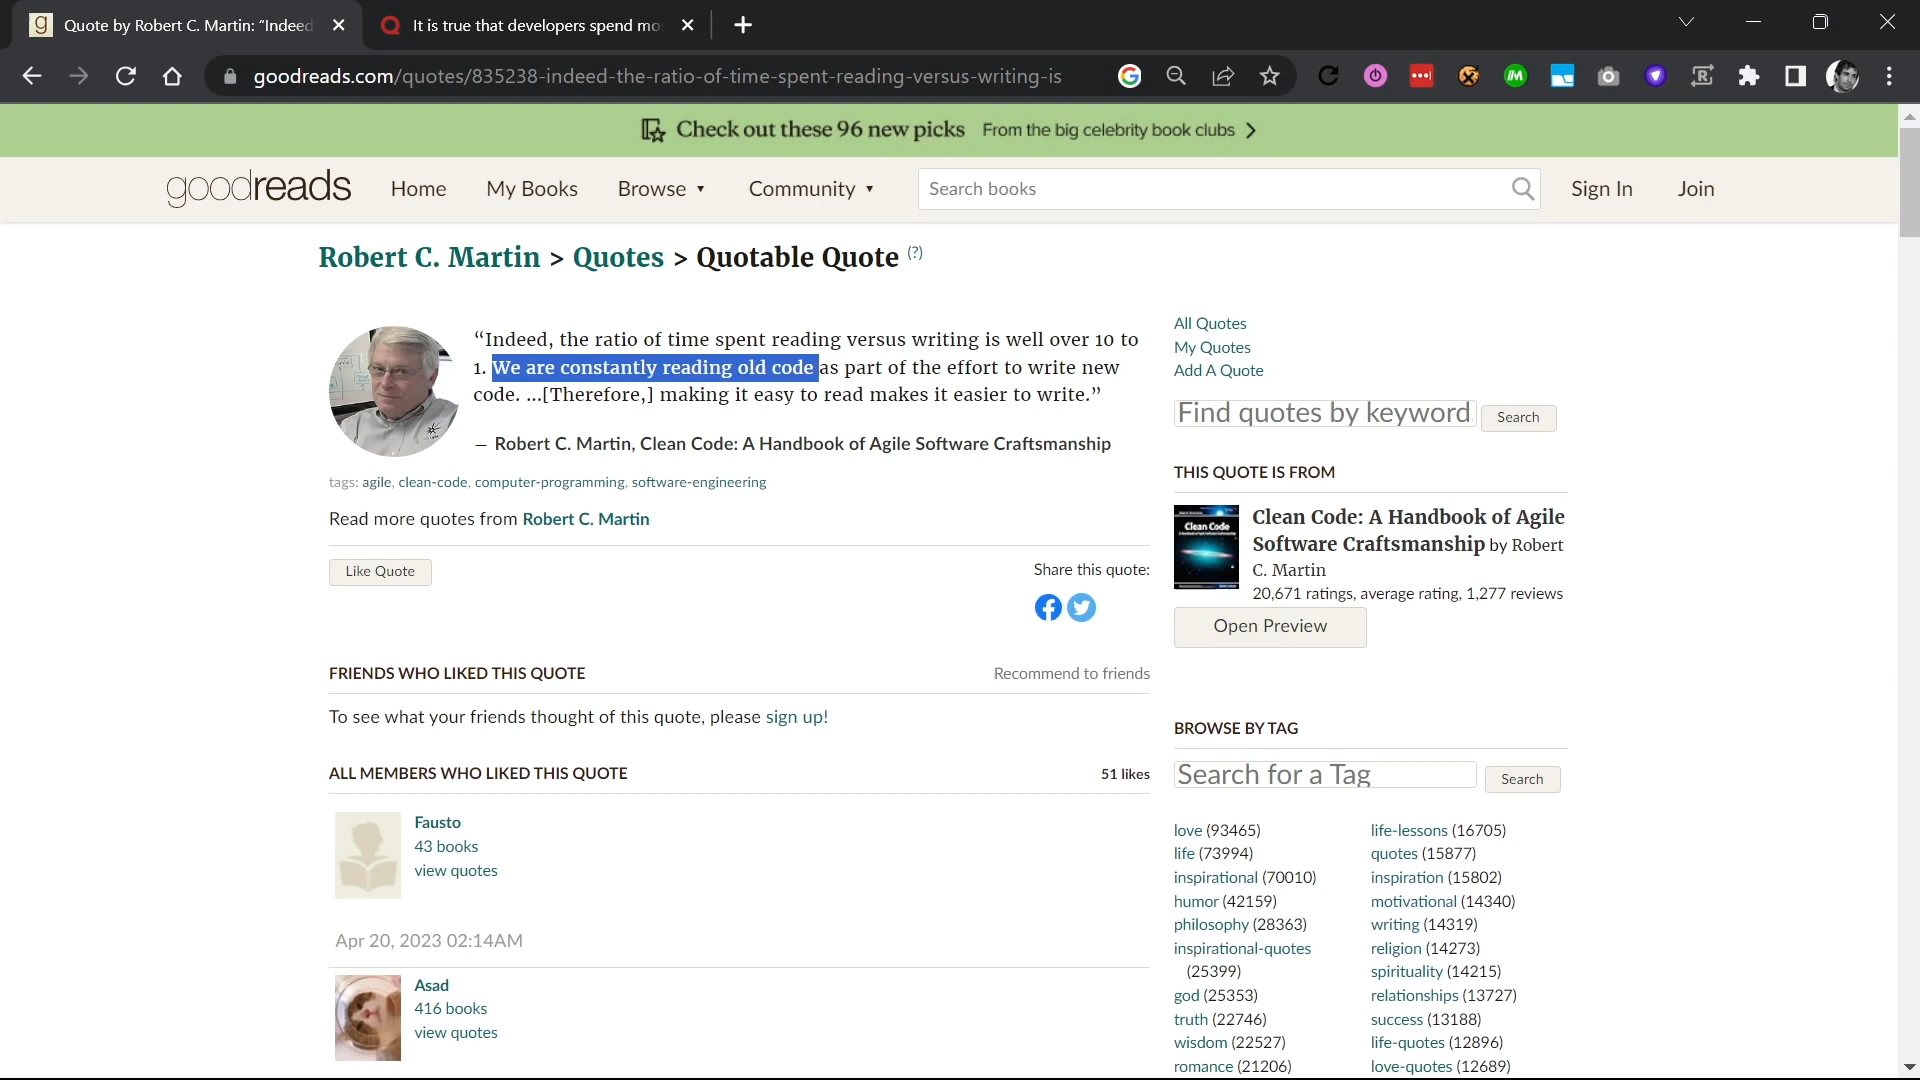 Quote by Robert C. Martin: "Indeed
It is true that developers spend mo
goodreads.com/quotes/835238-indeed-the-ratio-of-time-spent-reading-versus-writing-is
Check out these 96 new picks From the big celebrity book clubs
goodreads Home My Books Browse Community Search books Sign In Join
Robert C. Martin > Quotes > Quotable Quote (?)
“Indeed, the ratio of time spent reading versus writing is well over 10 to
1. We are constantly reading old code as part of the effort to write new
code. ...[Therefore,] making it easy to read makes it easier to write.”
― Robert C. Martin, Clean Code: A Handbook of Agile Software Craftsmanship
tags: agile, clean-code, computer-programming, software-engineering
Read more quotes from Robert C. Martin
Like Quote
Share this quote:
FRIENDS WHO LIKED THIS QUOTE
Recommend to friends
To see what your friends thought of this quote, please sign up!
ALL MEMBERS WHO LIKED THIS QUOTE
51 likes
Fausto
43 books
view quotes
Apr 20, 2023 02:14AM
Asad
416 books
view quotes
All Quotes
My Quotes
Add A Quote
Find quotes by keyword Search
THIS QUOTE IS FROM
Clean Code
Clean Code: A Handbook of Agile
Software Craftsmanship by Robert
C. Martin
20,671 ratings, average rating, 1,277 reviews
Open Preview
BROWSE BY TAG
Search for a Tag Search
love (93465)
life (73994)
inspirational (70010)
humor (42159)
philosophy (28363)
inspirational-quotes
(25399)
god (25353)
truth (22746)
wisdom (22527)
romance (21206)
life-lessons (16705)
quotes (15877)
inspiration (15802)
motivational (14340)
writing (14319)
religion (14273)
spirituality (14215)
relationships (13727)
success (13188)
life-quotes (12896)
love-quotes (12689)